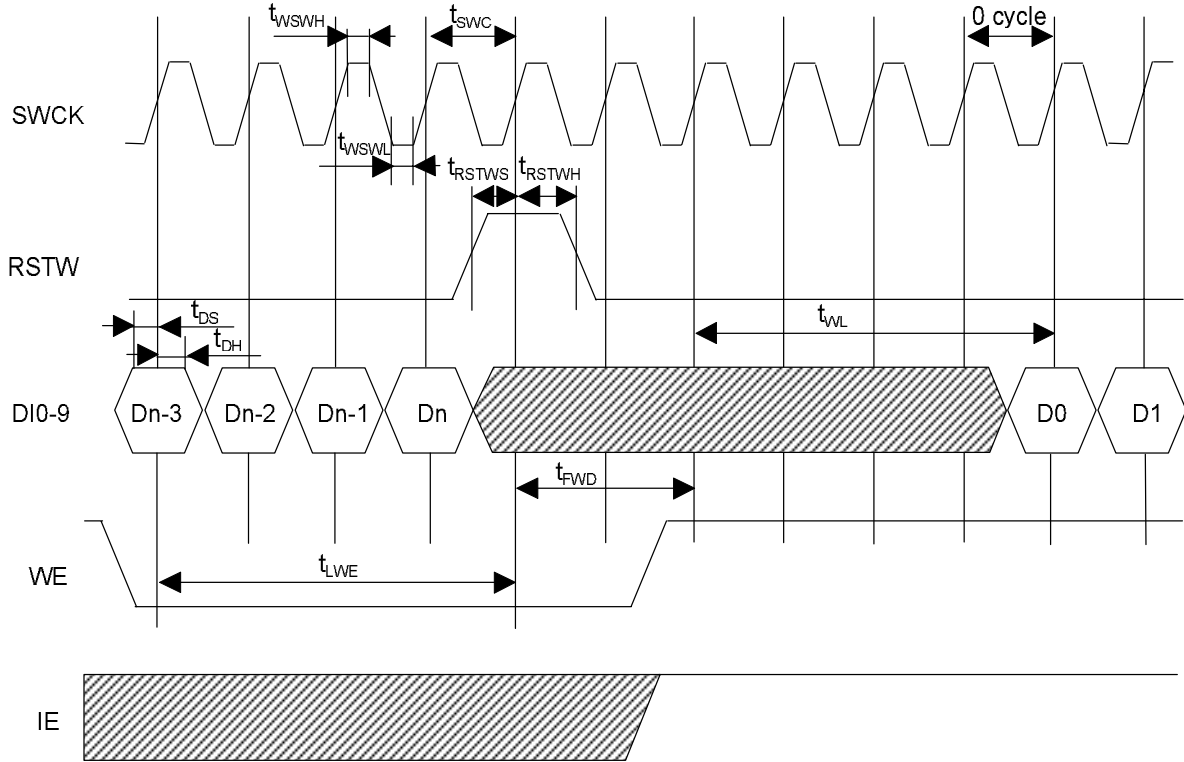 tWSWH
tSWC
0 cycle
SWCK
tWSWL
tRSTWS
tRSTWH
RSTW
tDS
tWL
tDH
DI0-9
Dn-3
Dn-2
Dn-1
Dn
D0
D1
tFWD
WE
tLWE
IE